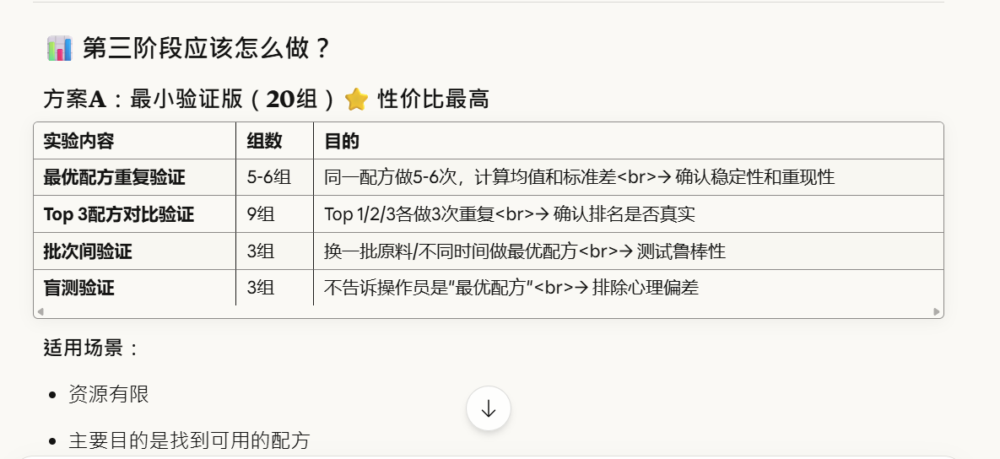 📊 第三阶段应该怎么做？
方案A：最小验证版（20组）⭐ 性价比最高
实验内容 组数 目的
最优配方重复验证 5-6组 同一配方做5-6次，计算均值和标准差<br>→ 确认稳定性和重现性
Top 3配方对比验证 9组 Top 1/2/3各做3次重复<br>→ 确认排名是否真实
批次间验证 3组 换一批原料/不同时间做最优配方<br>→ 测试鲁棒性
盲测验证 3组 不告诉操作员是"最优配方"<br>→ 排除心理偏差
适用场景：
• 资源有限
• 主要目的是找到可用的配方